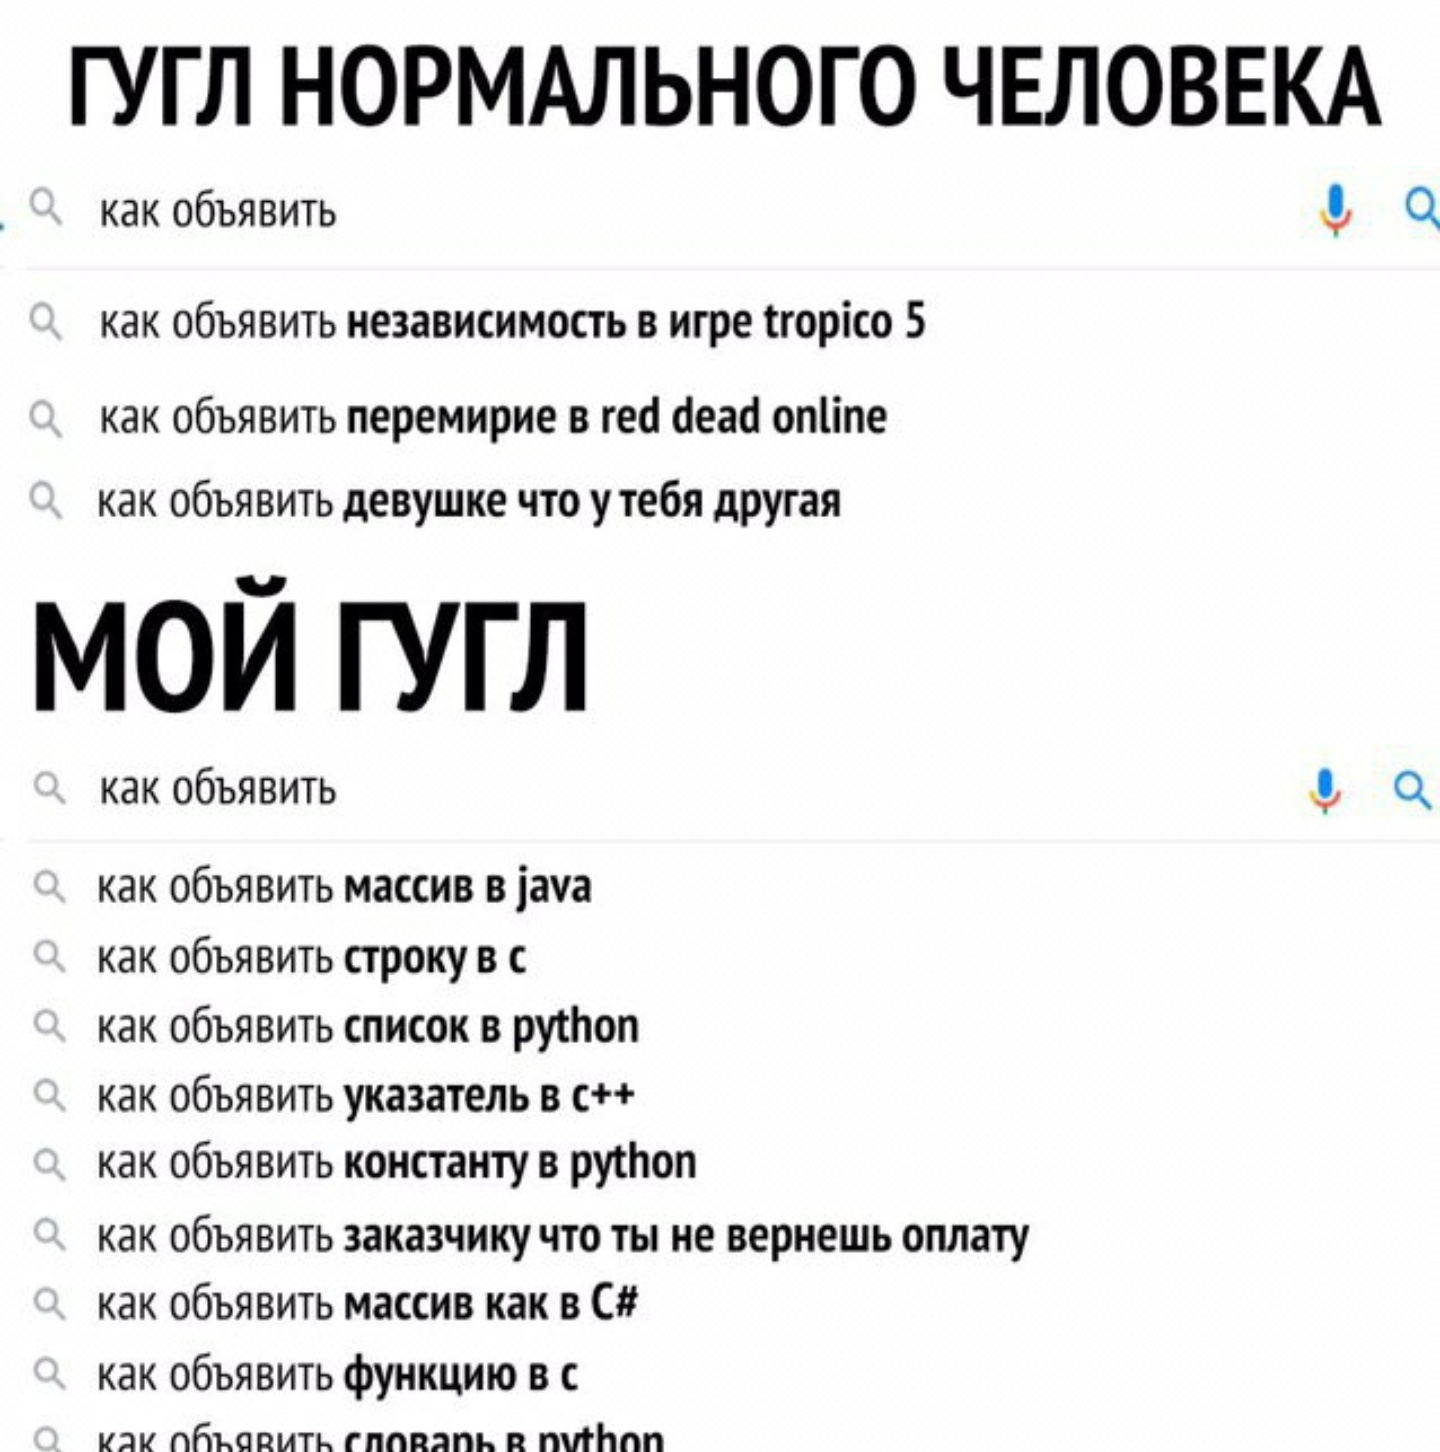 ГУГЛ НОРМАЛЬНОГО ЧЕЛОВЕКА
как объявить
как объявить независимость в игре tropico 5
как объявить перемирие в red dead online
как объявить девушке что у тебя другая
МОЙ ГУГЛ
как объявить
как объявить массив в java
как объявить строку в с
как объявить список в python
как объявить указатель в с++
как объявить константу в python
как объявить заказчику что ты не вернешь оплату
как объявить массив как в C#
как объявить функцию в с
как объявить словарь в python